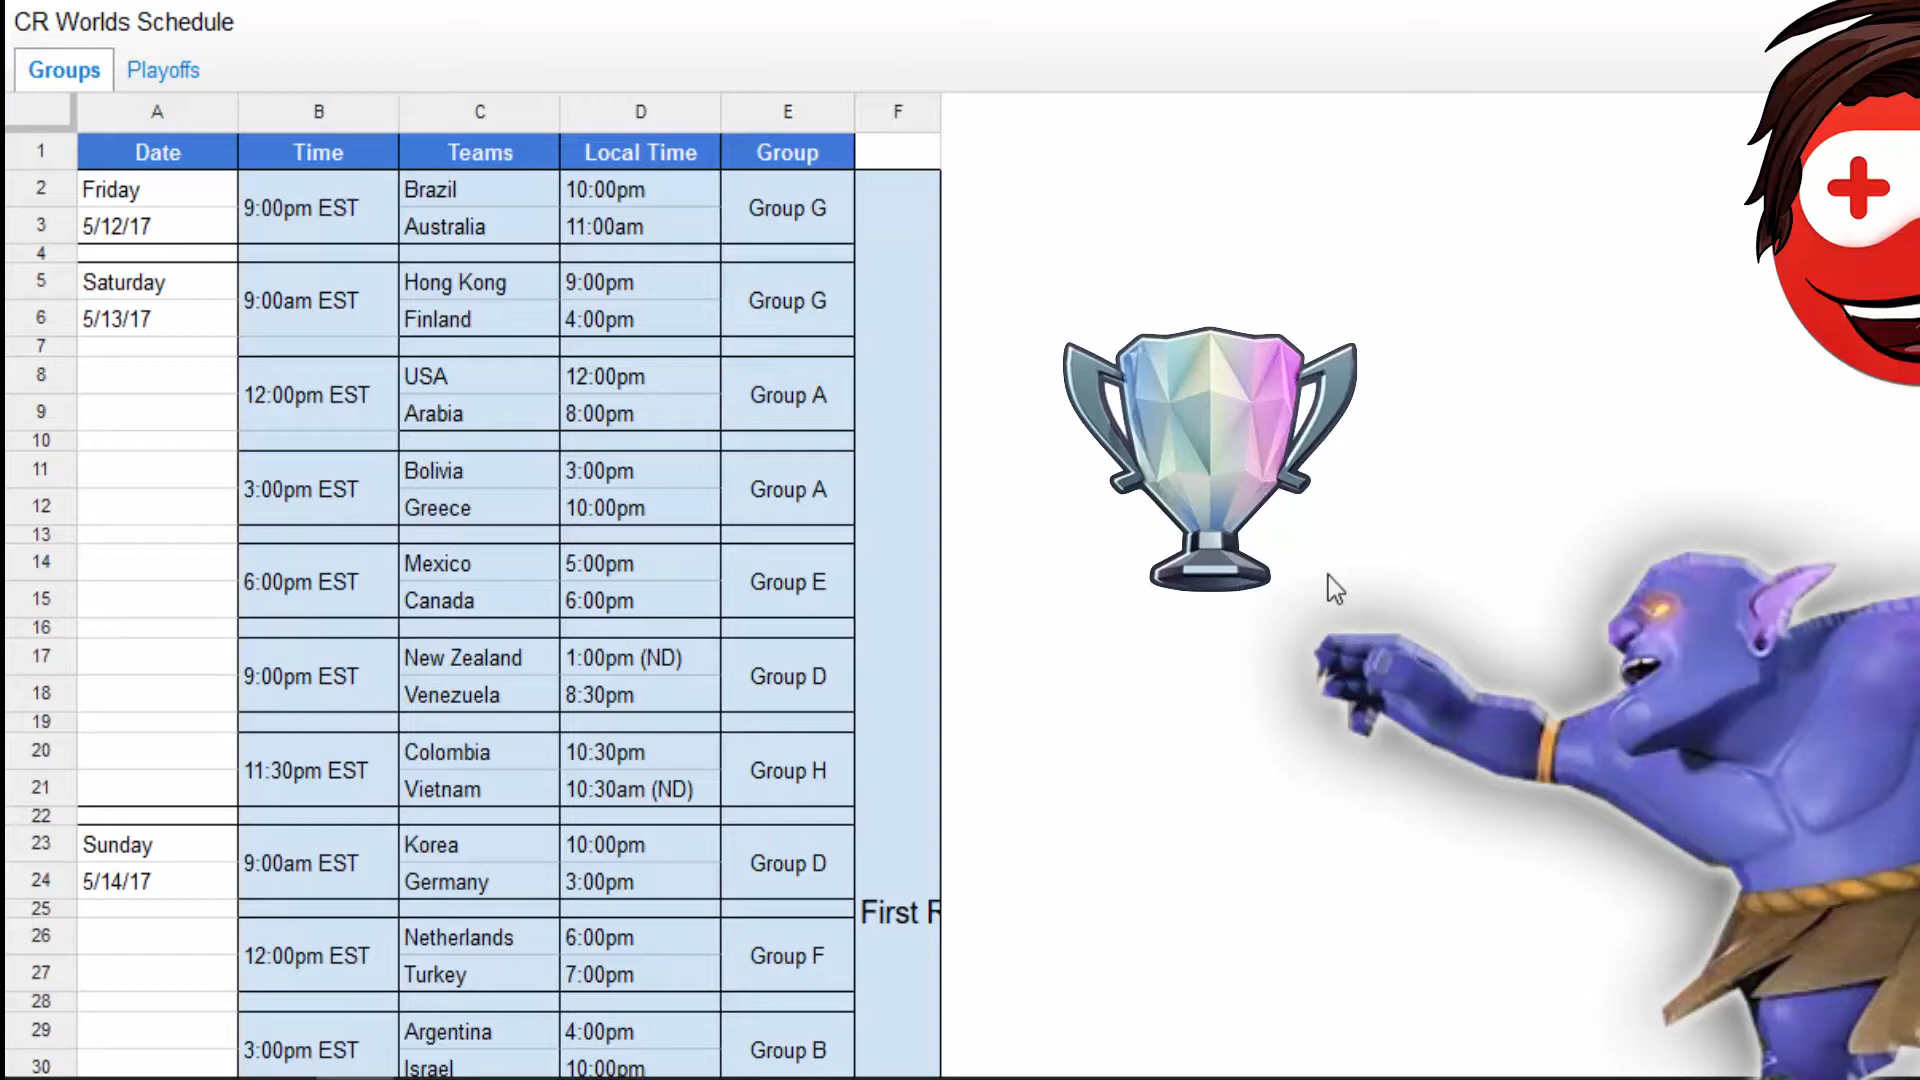 CR Worlds Schedule
Groups Playoffs
A B C D E F
1 Date Time Teams Local Time Group
2 Friday 9:00pm EST Brazil 10:00pm Group G
3 5/12/17 Australia 11:00am
4
5 Saturday 9:00am EST Hong Kong 9:00pm Group G
6 5/13/17 Finland 4:00pm
7
8 12:00pm EST USA 12:00pm Group A
9 Arabia 8:00pm
10
11 3:00pm EST Bolivia 3:00pm Group A
12 Greece 10:00pm
13
14 6:00pm EST Mexico 5:00pm Group E
15 Canada 6:00pm
16
17 9:00pm EST New Zealand 1:00pm (ND) Group D
18 Venezuela 8:30pm
19
20 11:30pm EST Colombia 10:30pm Group H
21 Vietnam 10:30am (ND)
22
23 Sunday 9:00am EST Korea 10:00pm Group D
24 5/14/17 Germany 3:00pm
25 First R
26 12:00pm EST Netherlands 6:00pm Group F
27 Turkey 7:00pm
28
29 3:00pm EST Argentina 4:00pm Group B
30 Israel 10:00pm